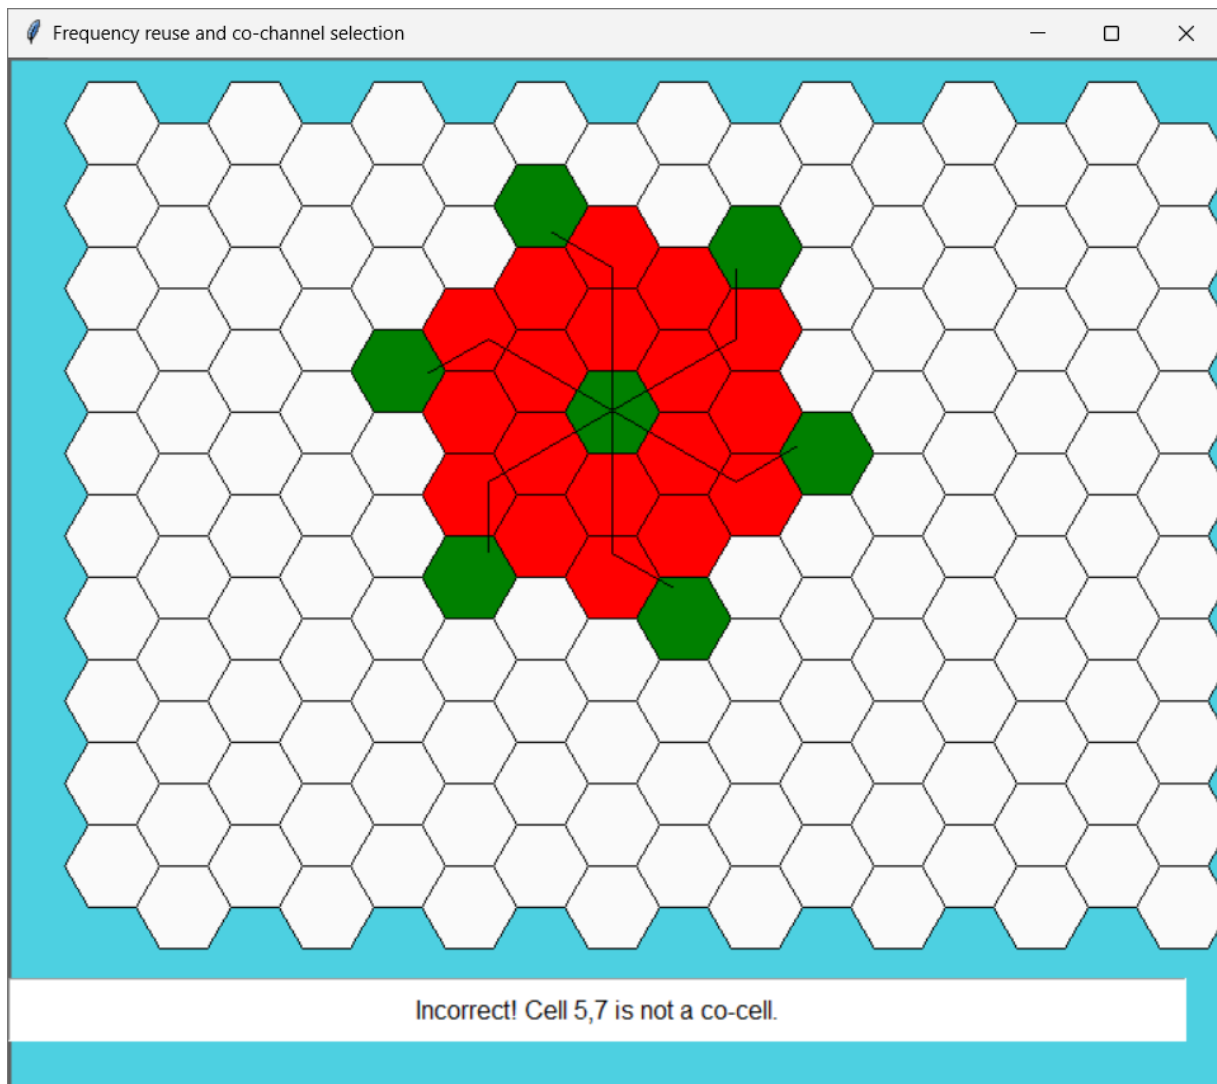 Frequency reuse and co-channel selection
Incorrect! Cell 5,7 is not a co-cell.